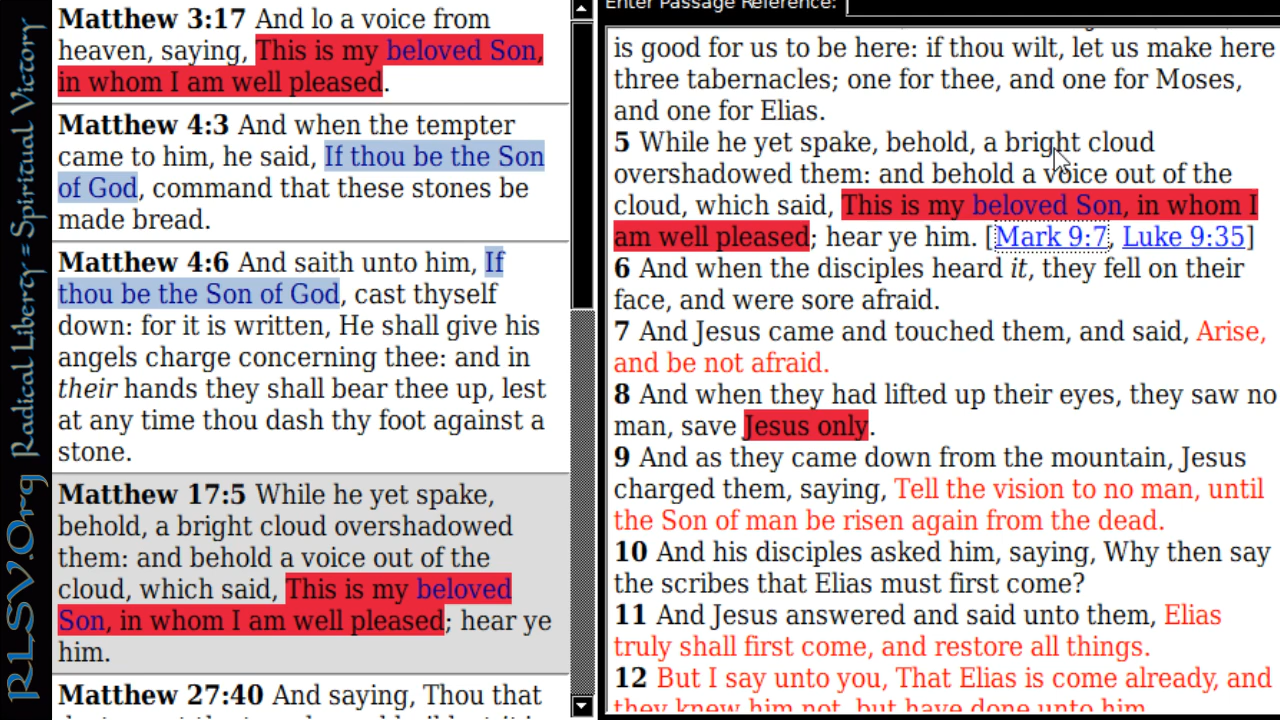 RLSV.Org Radical Liberty = Spiritual Victory
Matthew 3:17 And lo a voice from
heaven, saying, This is my beloved Son,
in whom I am well pleased.
Matthew 4:3 And when the tempter
came to him, he said, If thou be the Son
of God, command that these stones be
made bread.
Matthew 4:6 And saith unto him, If
thou be the Son of God, cast thyself
down: for it is written, He shall give his
angels charge concerning thee: and in
their hands they shall bear thee up, lest
at any time thou dash thy foot against a
stone.
Matthew 17:5 While he yet spake,
behold, a bright cloud overshadowed
them: and behold a voice out of the
cloud, which said, This is my beloved
Son, in whom I am well pleased; hear ye
him.
Matthew 27:40 And saying, Thou that
Enter Passage Reference:
is good for us to be here: if thou wilt, let us make here
three tabernacles; one for thee, and one for Moses,
and one for Elias.
5 While he yet spake, behold, a bright cloud
overshadowed them: and behold a voice out of the
cloud, which said, This is my beloved Son, in whom I
am well pleased; hear ye him. [Mark 9:7, Luke 9:35]
6 And when the disciples heard it, they fell on their
face, and were sore afraid.
7 And Jesus came and touched them, and said, Arise,
and be not afraid.
8 And when they had lifted up their eyes, they saw no
man, save Jesus only.
9 And as they came down from the mountain, Jesus
charged them, saying, Tell the vision to no man, until
the Son of man be risen again from the dead.
10 And his disciples asked him, saying, Why then say
the scribes that Elias must first come?
11 And Jesus answered and said unto them, Elias
truly shall first come, and restore all things.
12 But I say unto you, That Elias is come already, and
they knew him not, but have done unto him